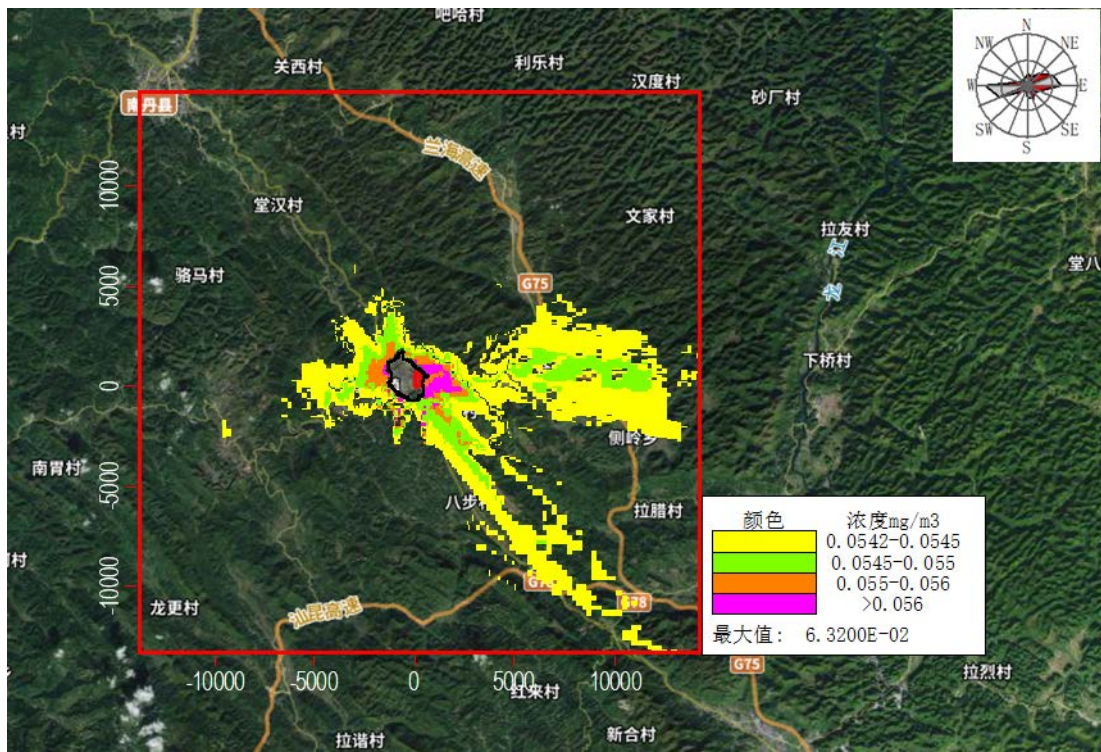 吧哈村
关西村
利乐村
汉度村
砂厂村
南丹县
兰海高速
堂汉村
文家村
拉友村
龙江
骆马村
堂八
G75
下桥村
侧岭乡
南胃村
八步
拉腊村
龙更村
汕昆高速
G78
G75
拉烈村
红来村
新合村
拉谐村
10000
5000
0
-5000
-10000
-10000
-5000
0
5000
10000
N
NW
NE
W
E
SW
SE
S
颜色 浓度mg/m3
0.0542-0.0545
0.0545-0.055
0.055-0.056
>0.056
最大值: 6.3200E-02